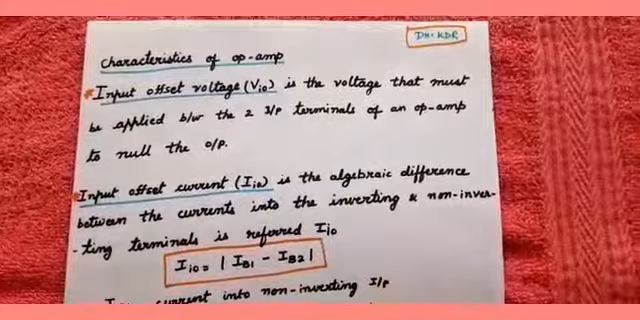 DH: KDR
Characteristics of op-amp
*Input offset voltage (Vio) is the voltage that must
be applied b/w the 2 I/P terminals of an op-amp
to null the o/p.
*Input offset current (Iio) is the algebraic difference
between the currents into the inverting & non-inver-
-ting terminals is referred Iio
Iio = | IB1 - IB2 |
current into non-inverting I/P